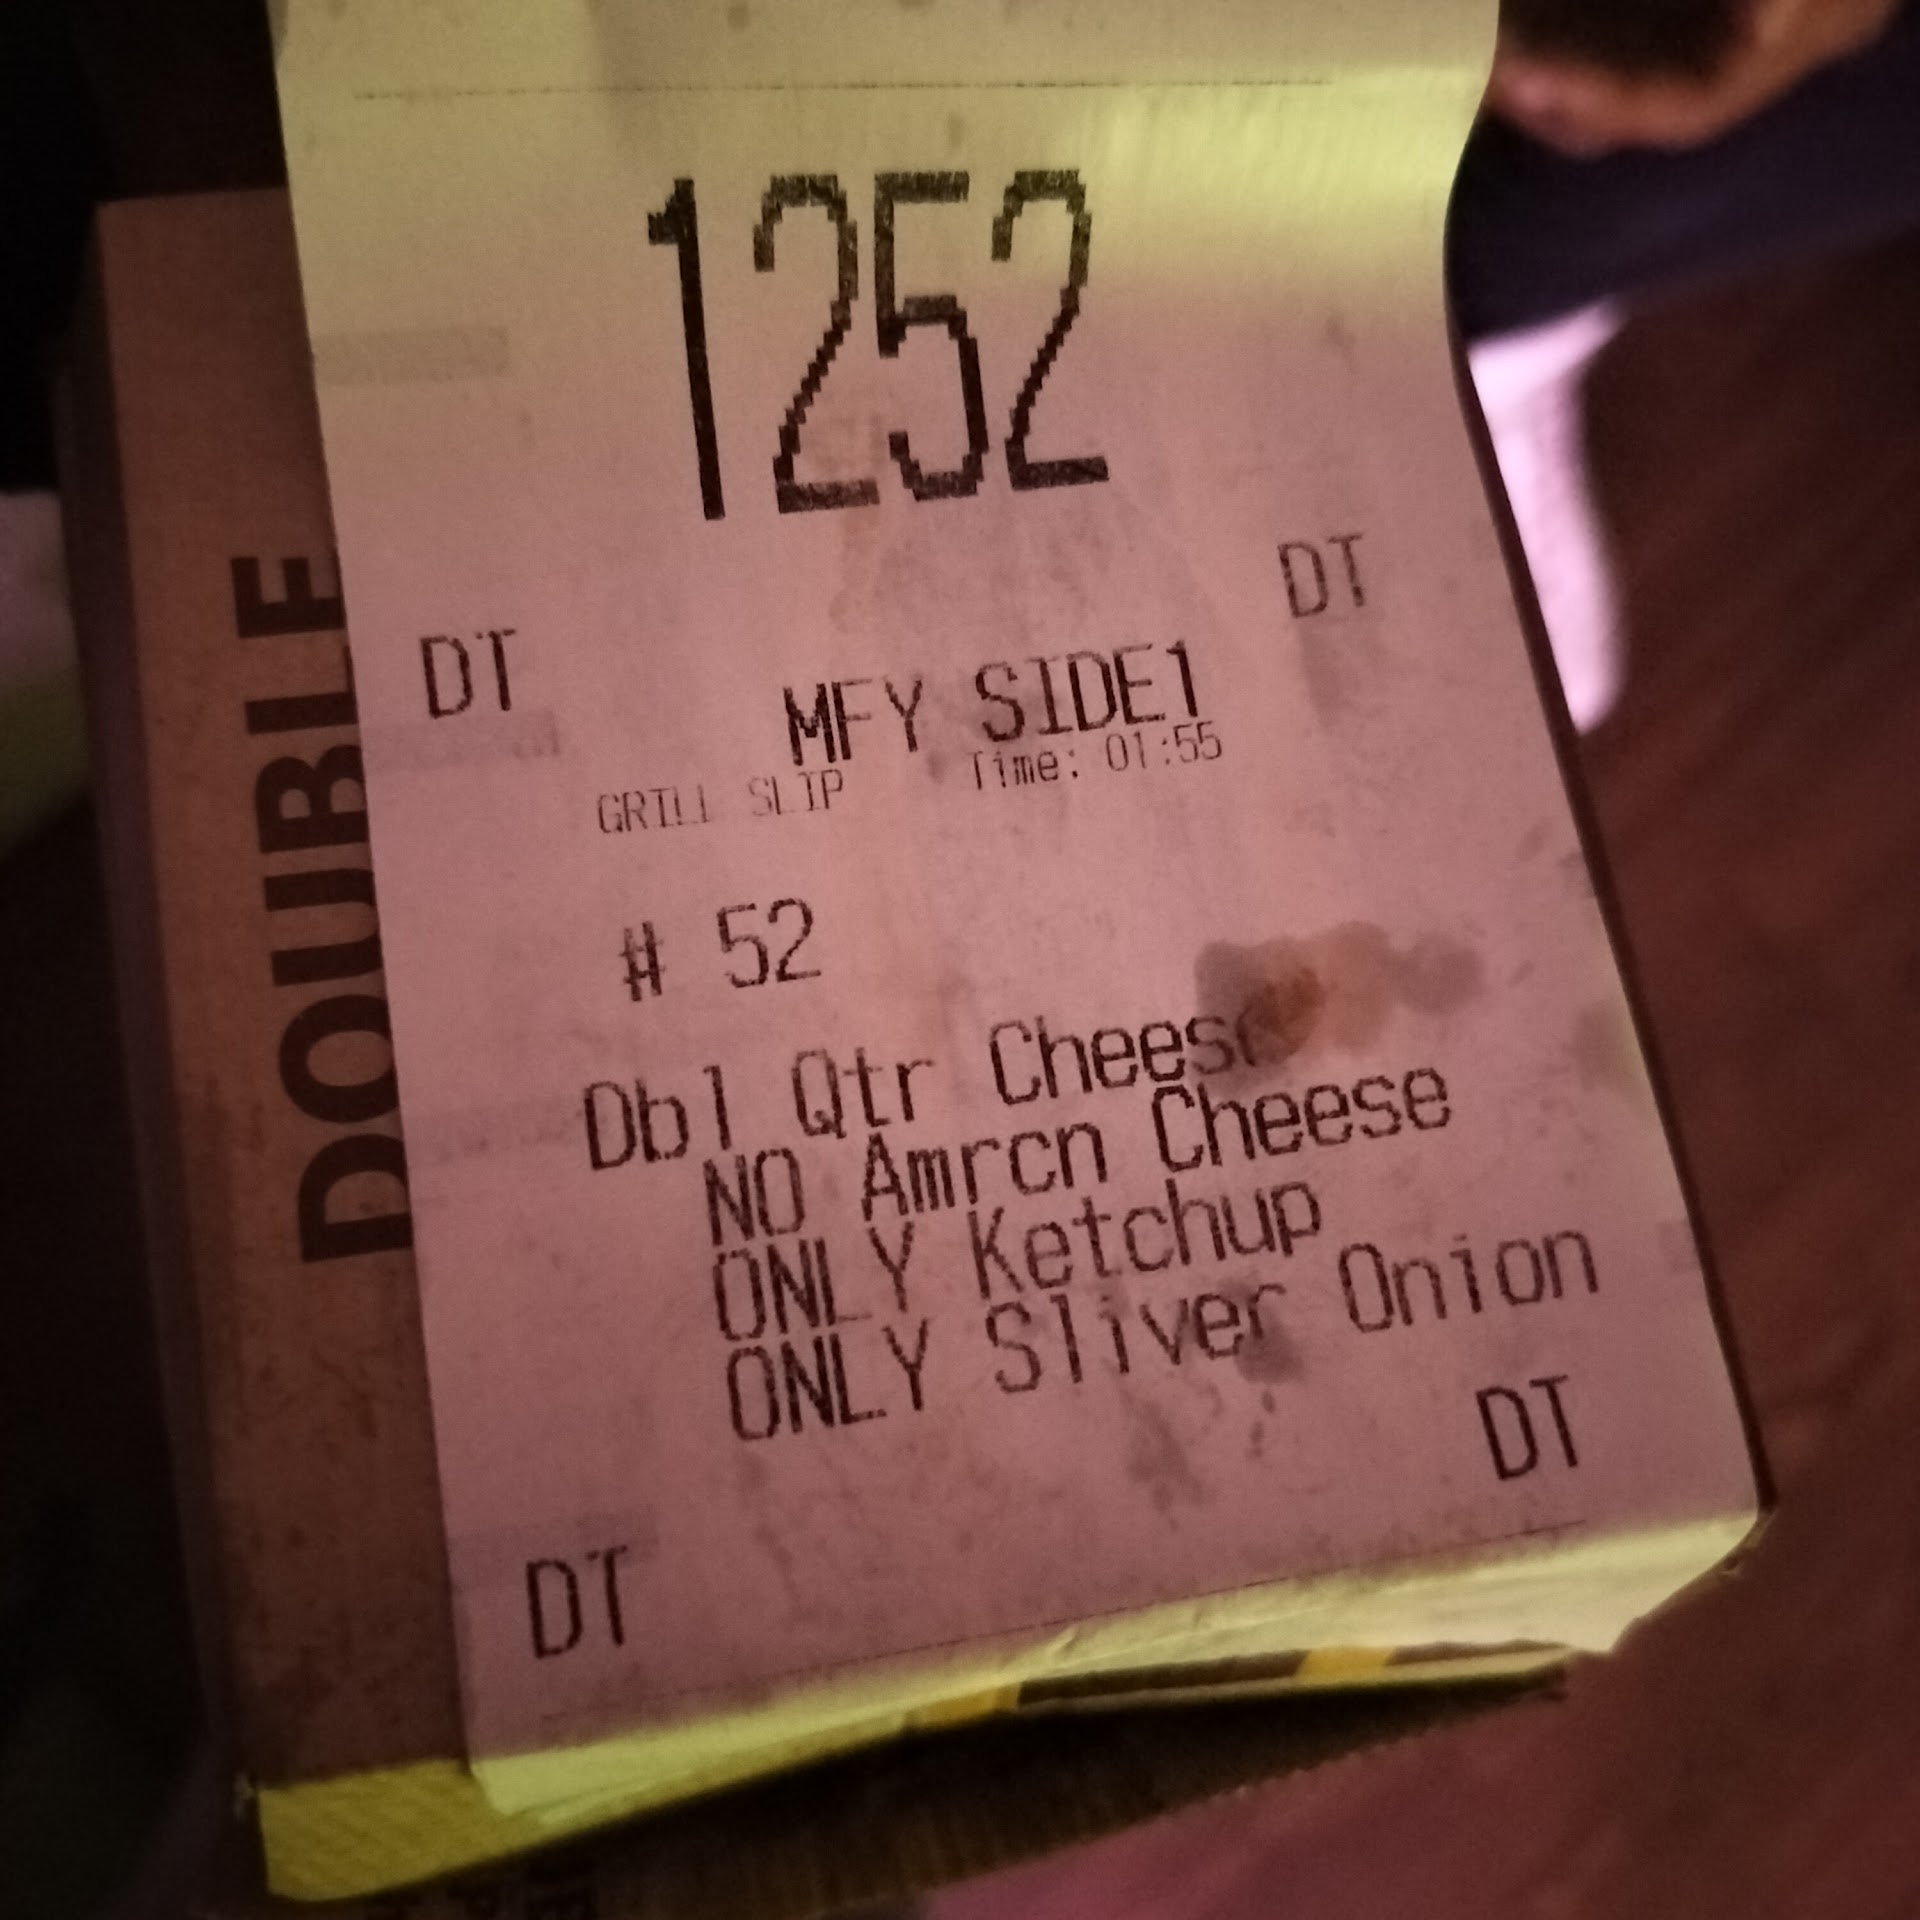 1252
DT
DT
MFY SIDE1
GRILL SLIP Time: 01:55
# 52
Dbl Qtr Cheese
NO Amrcn Cheese
ONLY Ketchup
ONLY Sliver Onion
DT
DT
DOUBLE